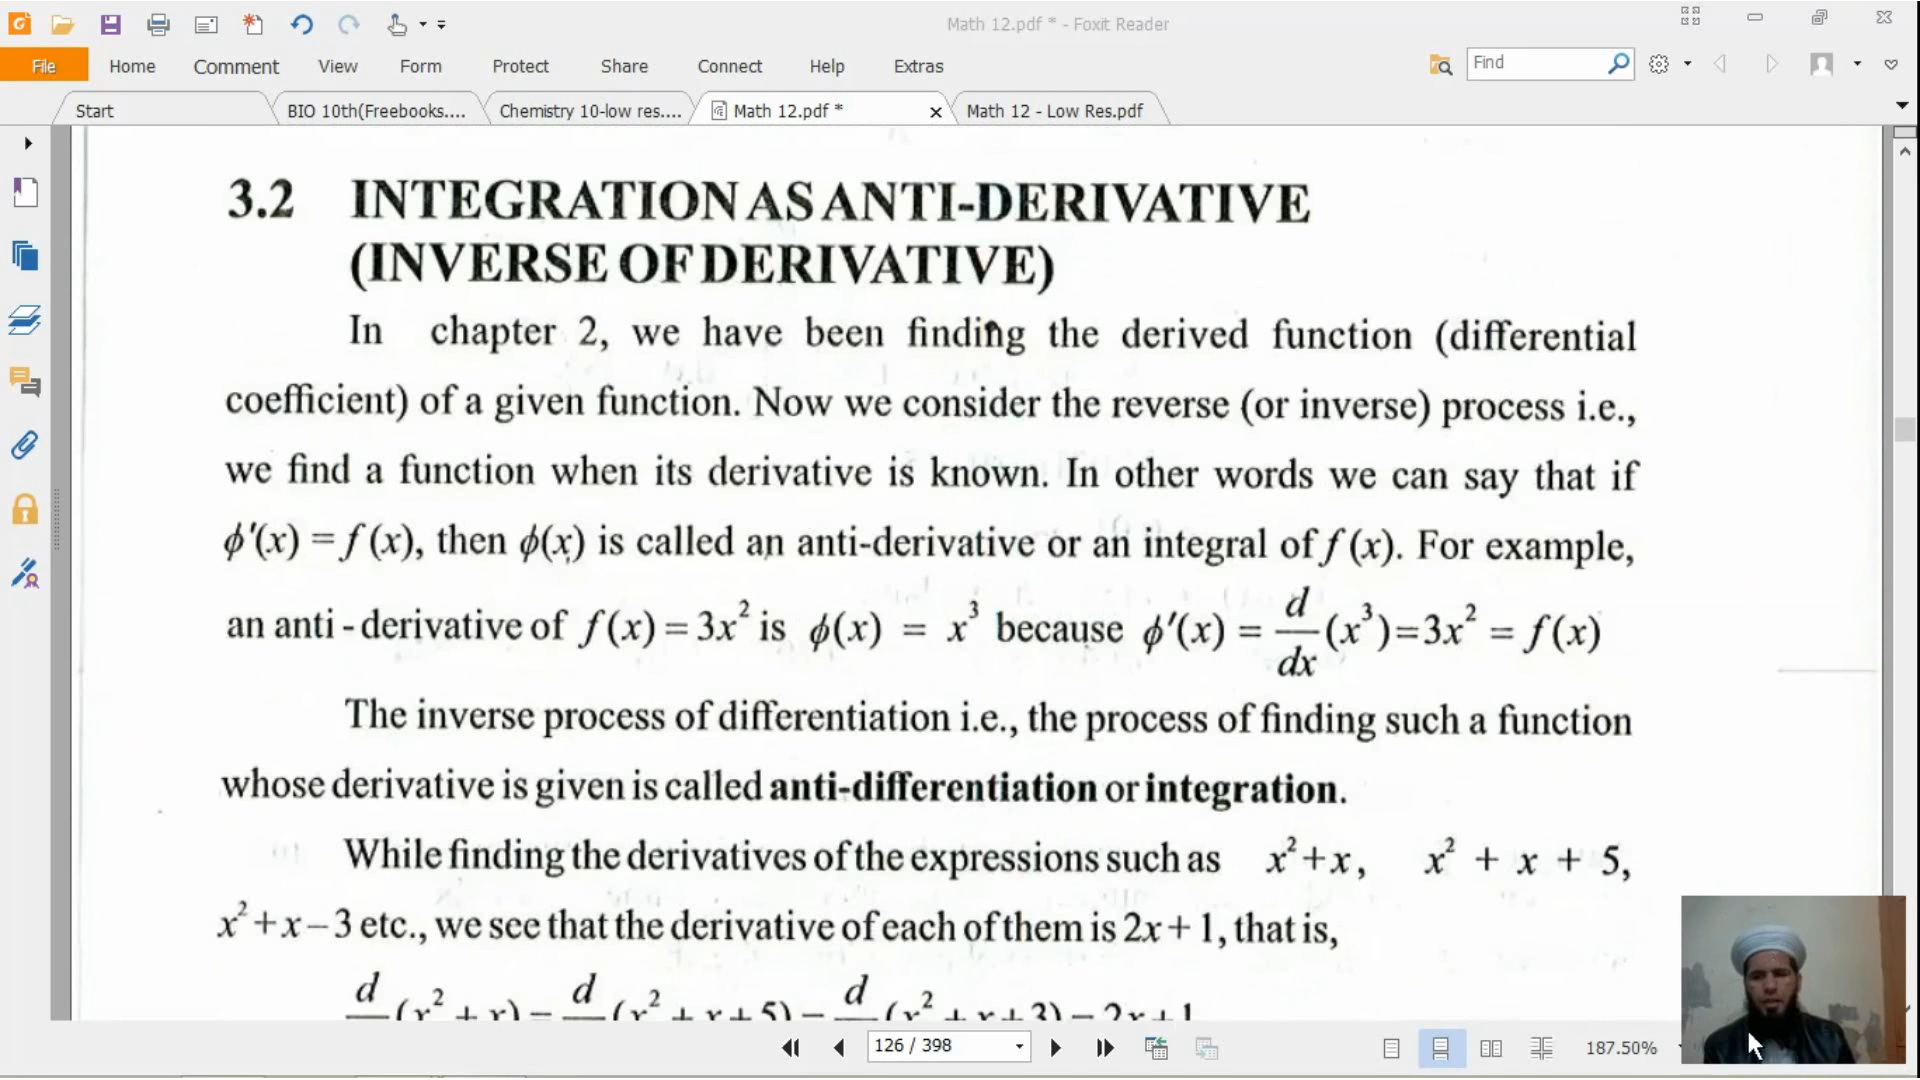 Math 12.pdf * - Foxit Reader
File Home Comment View Form Protect Share Connect Help Extras Find
Start BIO 10th(Freebooks.... Chemistry 10-low res.... Math 12.pdf * Math 12 - Low Res.pdf
3.2 INTEGRATION AS ANTI-DERIVATIVE
(INVERSE OF DERIVATIVE)
In chapter 2, we have been finding the derived function (differential
coefficient) of a given function. Now we consider the reverse (or inverse) process i.e.,
we find a function when its derivative is known. In other words we can say that if
ϕ′(x) = f (x), then ϕ(x) is called an anti-derivative or an integral of f (x). For example,
an anti - derivative of f (x) = 3x² is ϕ(x) = x³ because ϕ′(x) = d/dx (x³) = 3x² = f (x)
The inverse process of differentiation i.e., the process of finding such a function
whose derivative is given is called anti-differentiation or integration.
While finding the derivatives of the expressions such as x² + x, x² + x + 5,
x² + x – 3 etc., we see that the derivative of each of them is 2x + 1, that is,
d (x² + x) = d (x² + x + 5) = d (x² + x + 3) = 2x + 1
126 / 398 187.50%